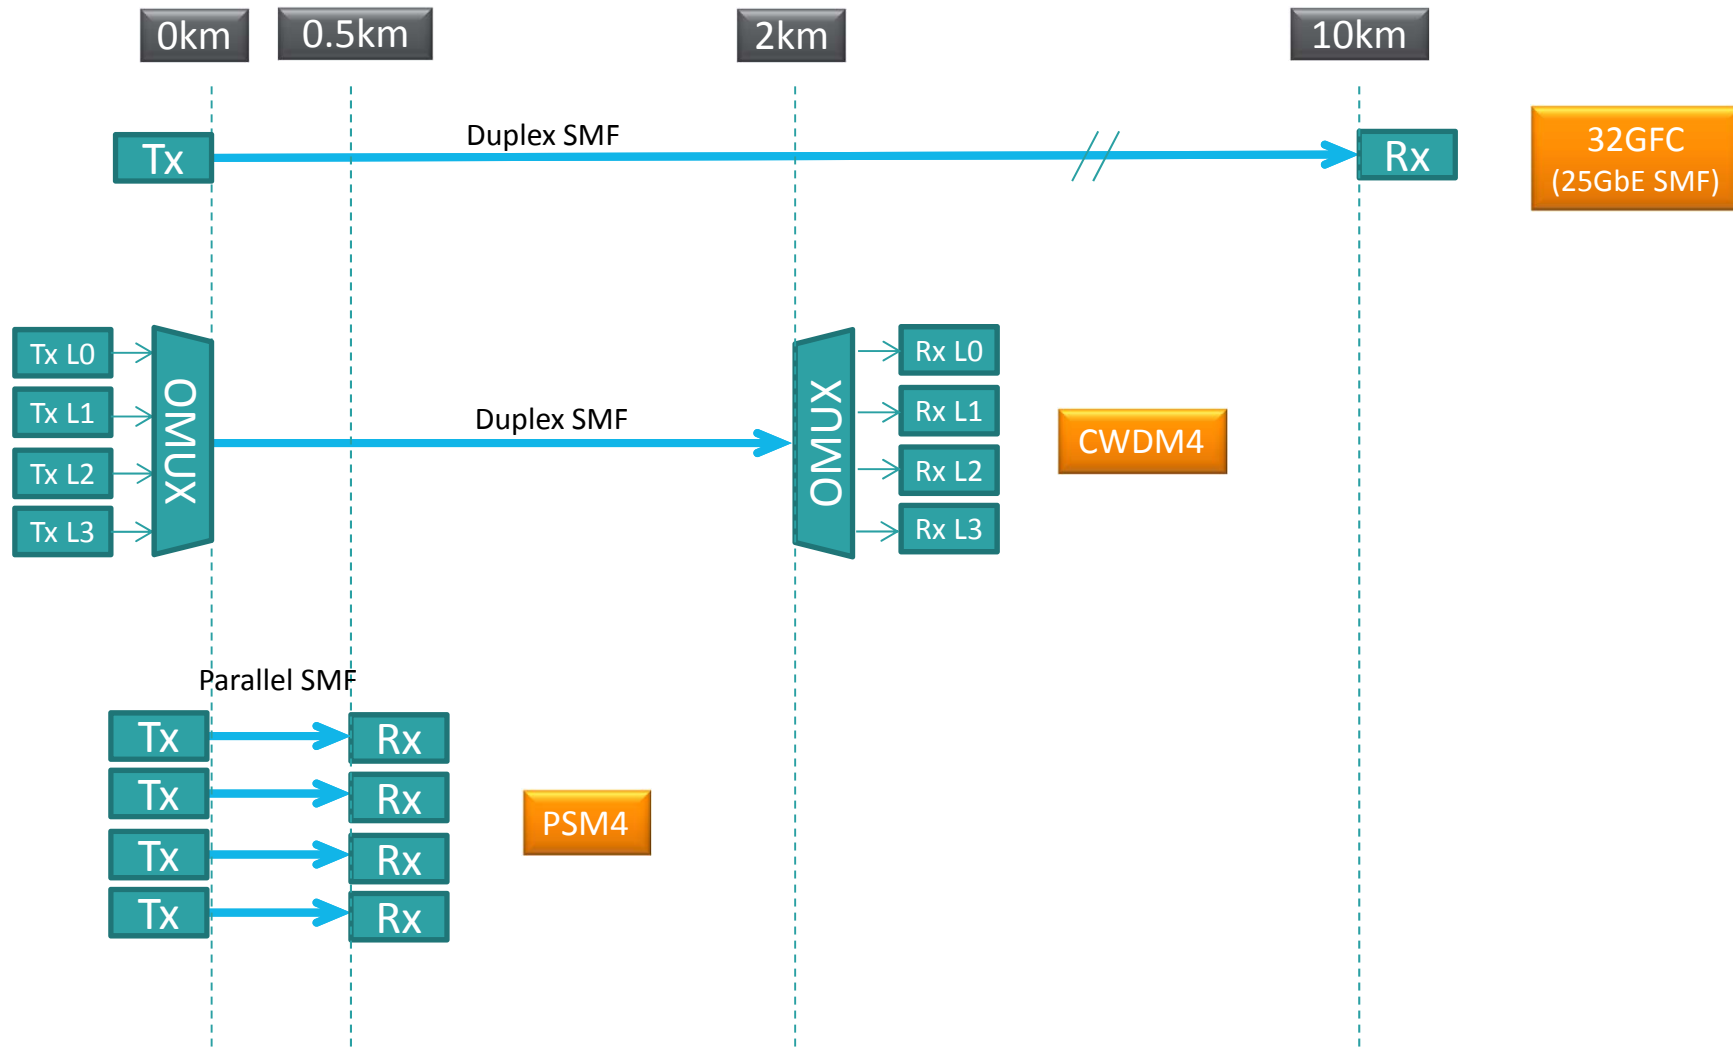 0km
0.5km
2km
10km
Duplex SMF
Tx
Rx
32GFC
(25GbE SMF)
Tx L0
Tx L1
Tx L2
Tx L3
OMUX
Duplex SMF
OMUX
Rx L0
Rx L1
Rx L2
Rx L3
CWDM4
Parallel SMF
Tx
Rx
Tx
Rx
Tx
Rx
Tx
Rx
PSM4